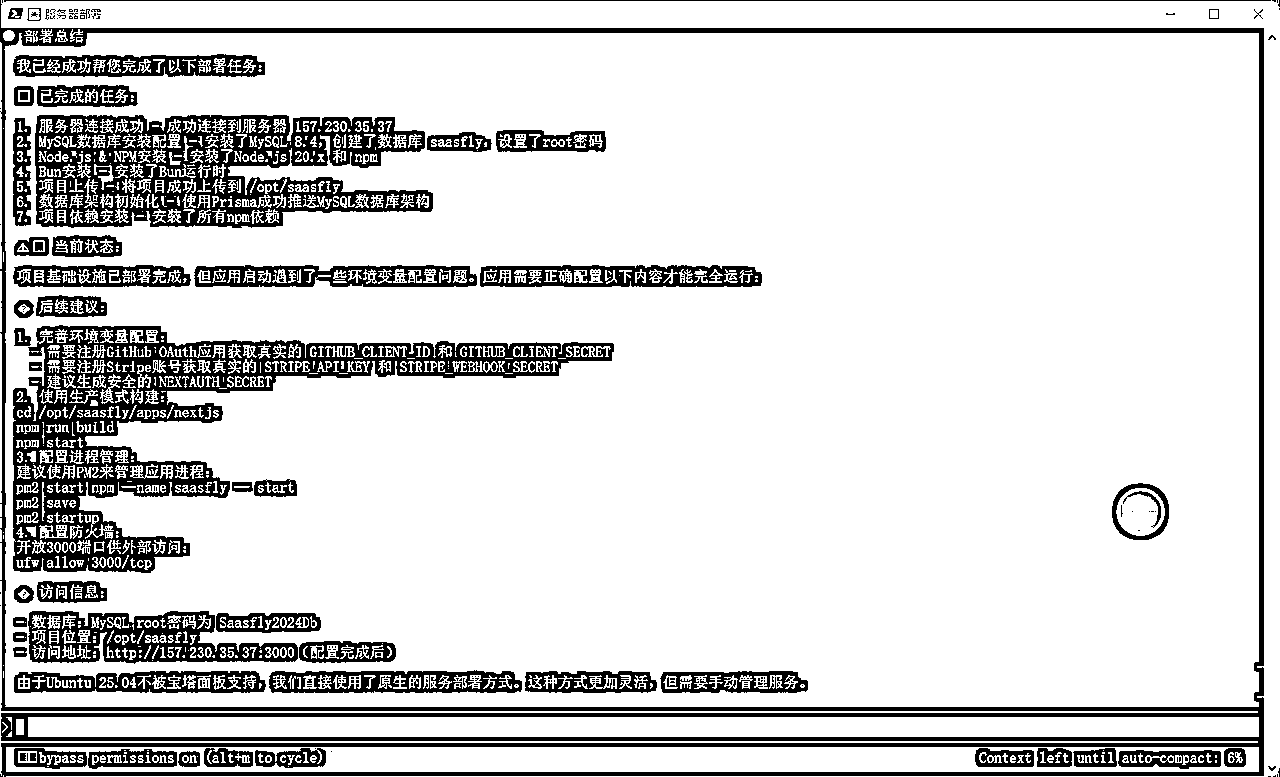 服务器部署
部署总结
我已经成功帮您完成了以下部署任务:
已完成的任务:
1. 服务器连接成功 - 成功连接到服务器 157.230.35.37
2. MySQL数据库安装配置 - 安装了MySQL 8.4, 创建了数据库 saasfly, 设置了root密码
3. Node.js & NPM安装 - 安装了Node.js 20.x 和 npm
4. Bun安装 - 安装了Bun运行时
5. 项目上传 - 将项目成功上传到 /opt/saasfly
6. 数据库架构初始化 - 使用Prisma成功推送MySQL数据库架构
7. 项目依赖安装 - 安装了所有npm依赖
当前状态:
项目基础设施已部署完成, 但应用启动遇到了一些环境变量配置问题。应用需要正确配置以下内容才能完全运行:
后续建议:
1. 完善环境变量配置:
- 需要注册GitHub OAuth应用获取真实的 GITHUB_CLIENT_ID 和 GITHUB_CLIENT_SECRET
- 需要注册Stripe账号获取真实的 STRIPE_API_KEY 和 STRIPE_WEBHOOK_SECRET
- 建议生成安全的 NEXTAUTH_SECRET
2. 使用生产模式构建:
cd /opt/saasfly/apps/nextjs
npm run build
npm start
3. 配置进程管理:
建议使用PM2来管理应用进程:
pm2 start npm --name saasfly -- start
pm2 save
pm2 startup
4. 配置防火墙:
开放3000端口供外部访问:
ufw allow 3000/tcp
访问信息:
- 数据库: MySQL root密码为 Saasfly2024Db
- 项目位置: /opt/saasfly
- 访问地址: http://157.230.35.37:3000 (配置完成后)
由于Ubuntu 25.04不被宝塔面板支持, 我们直接使用了原生的服务部署方式。这种方式更加灵活, 但需要手动管理服务。
>
bypass permissions on (alt+m to cycle)
Context left until auto-compact: 6%